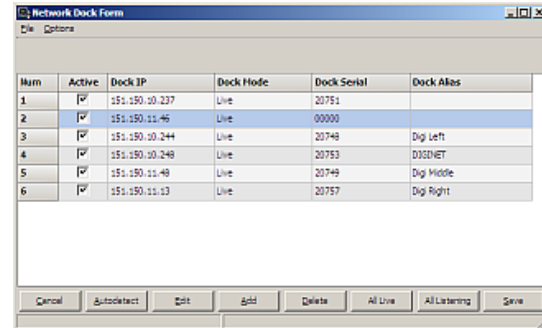 Network Dock Form
File Options
Num Active Dock IP Dock Mode Dock Serial Dock Alias
1 151.150.10.237 Live 20751
2 151.150.11.46 Live 00000
3 151.150.10.244 Live 20748 Digi Left
4 151.150.10.248 Live 20753 DIGINET
5 151.150.11.48 Live 20749 Digi Middle
6 151.150.11.13 Live 20757 Digi Right
Cancel Autodetect Edit Add Delete All Live All Listening Save